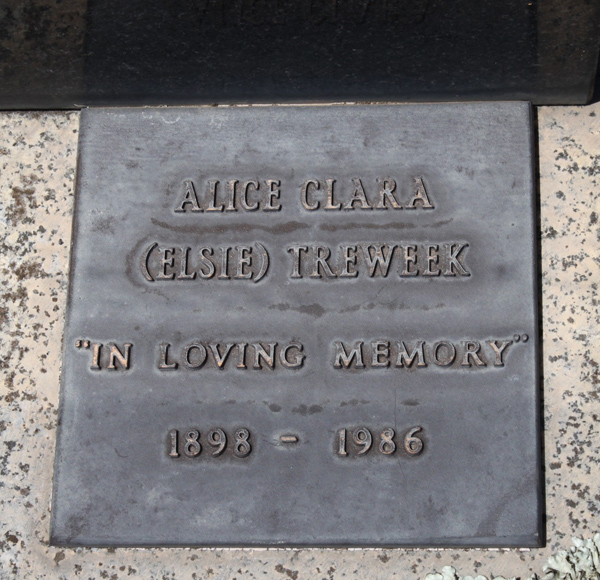 ALICE CLARA
(ELSIE) TREWEEK
"IN LOVING MEMORY"
1898 - 1986